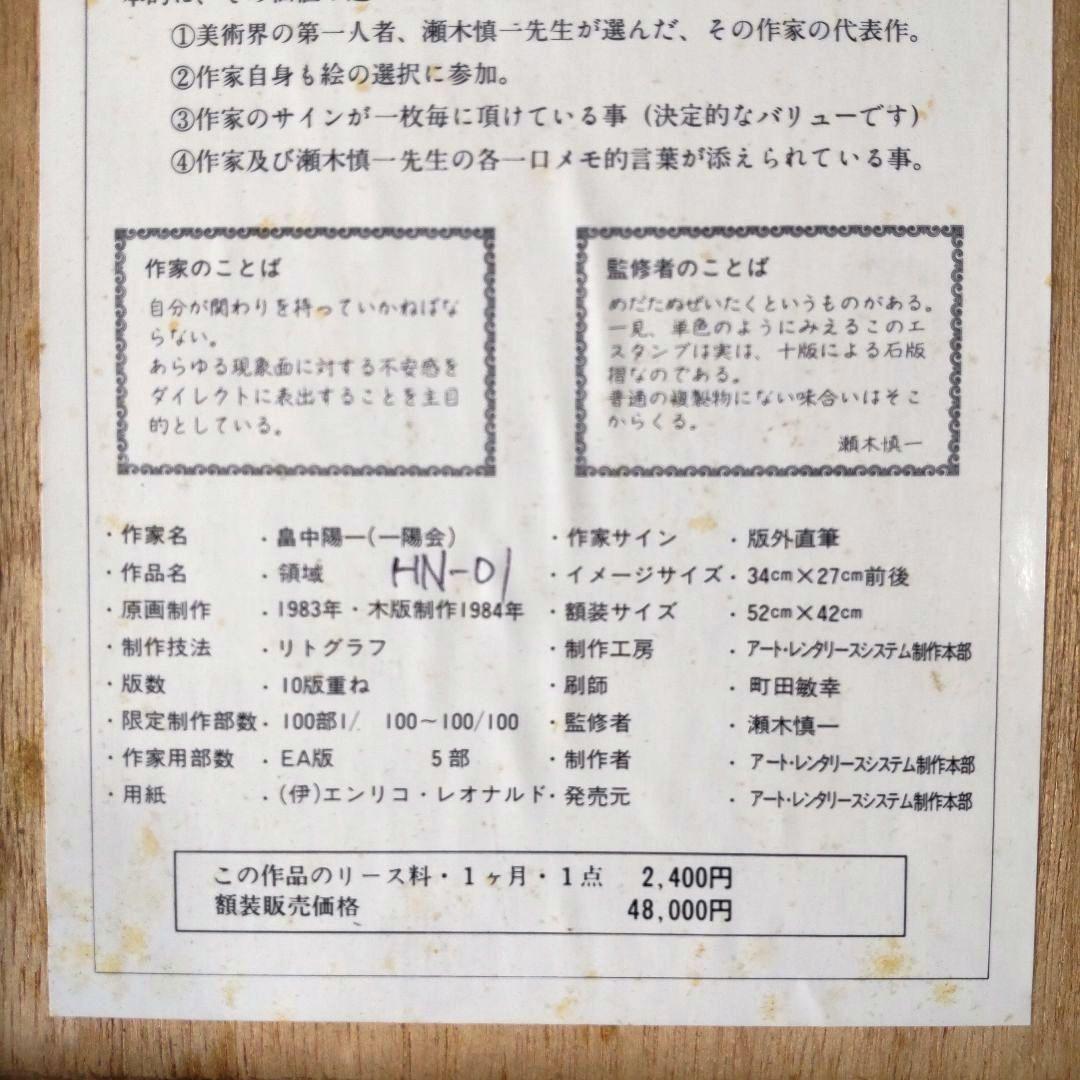 ①美術界の第一人者、瀬木慎一先生が選んだ、その作家の代表作。
②作家自身も絵の選択に参加。
③作家のサインが一枚毎に頂けている事(決定的なバリューです)
④作家及び瀬木慎一先生の各一口メモ的言葉が添えられている事。
作家のことば
自分が関わりを持っていかねばな
らない。
あらゆる現象面に対する不安感を
ダイレクトに表出することを主目
的としている。
監修者のことば
めだたぬぜいたくというものがある。
一見、単色のようにみえるこのエ
スタンプは実は、十版による石版
摺なのである。
普通の複製物にない味合いはそこ
からくる。
瀬木慎一
・作家名 ・畠中陽一(一陽会)
・作品名 ・領域 HN-01
・原画制作 ・1983年・木版制作1984年
・制作技法 ・リトグラフ
・版数 ・10版重ね
・限定制作部数・100部1/ 100~100/100
・作家用部数 ・EA版 5部
・用紙 ・(伊)エンリコ・レオナルド
・作家サイン ・版外直筆
・イメージサイズ・34cm×27cm前後
・額装サイズ ・52cm×42cm
・制作工房 ・アート・レンタリースシステム制作本部
・刷師 ・町田敏幸
・監修者 ・瀬木慎一
・制作者 ・アート・レンタリースシステム制作本部
・発売元 ・アート・レンタリースシステム制作本部
この作品のリース料・1ヶ月・1点 2,400円
額装販売価格 48,000円